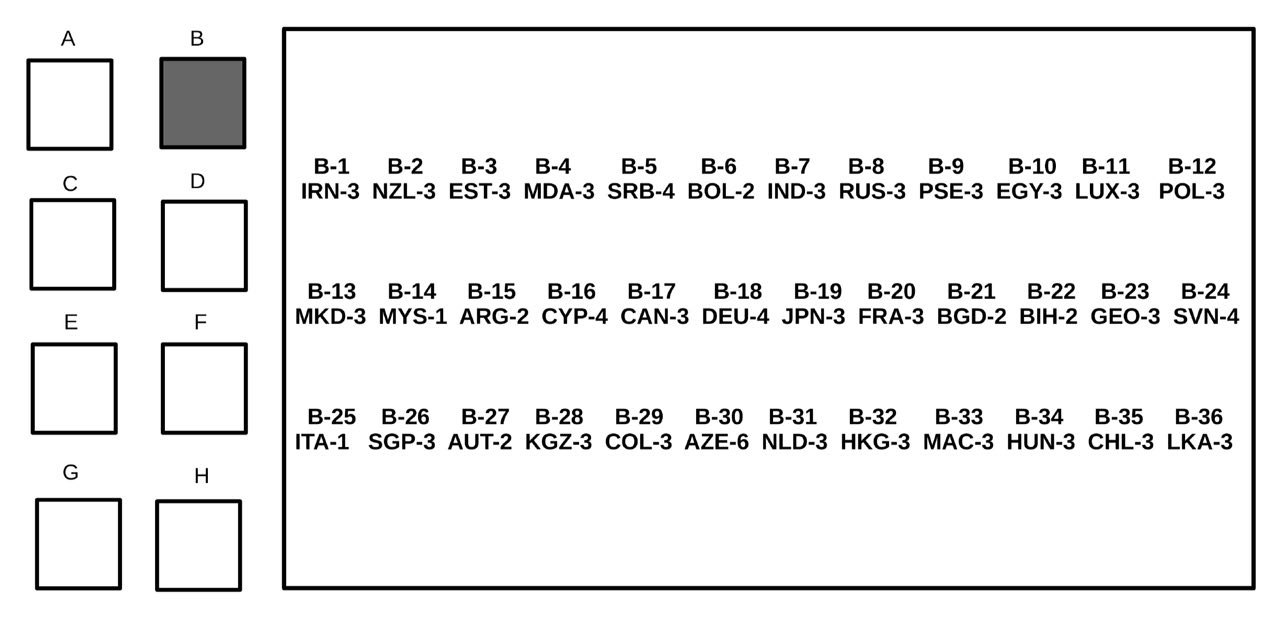 A B
C D
E F
G H
B-1 B-2 B-3 B-4 B-5 B-6 B-7 B-8 B-9 B-10 B-11 B-12
IRN-3 NZL-3 EST-3 MDA-3 SRB-4 BOL-2 IND-3 RUS-3 PSE-3 EGY-3 LUX-3 POL-3
B-13 B-14 B-15 B-16 B-17 B-18 B-19 B-20 B-21 B-22 B-23 B-24
MKD-3 MYS-1 ARG-2 CYP-4 CAN-3 DEU-4 JPN-3 FRA-3 BGD-2 BIH-2 GEO-3 SVN-4
B-25 B-26 B-27 B-28 B-29 B-30 B-31 B-32 B-33 B-34 B-35 B-36
ITA-1 SGP-3 AUT-2 KGZ-3 COL-3 AZE-6 NLD-3 HKG-3 MAC-3 HUN-3 CHL-3 LKA-3